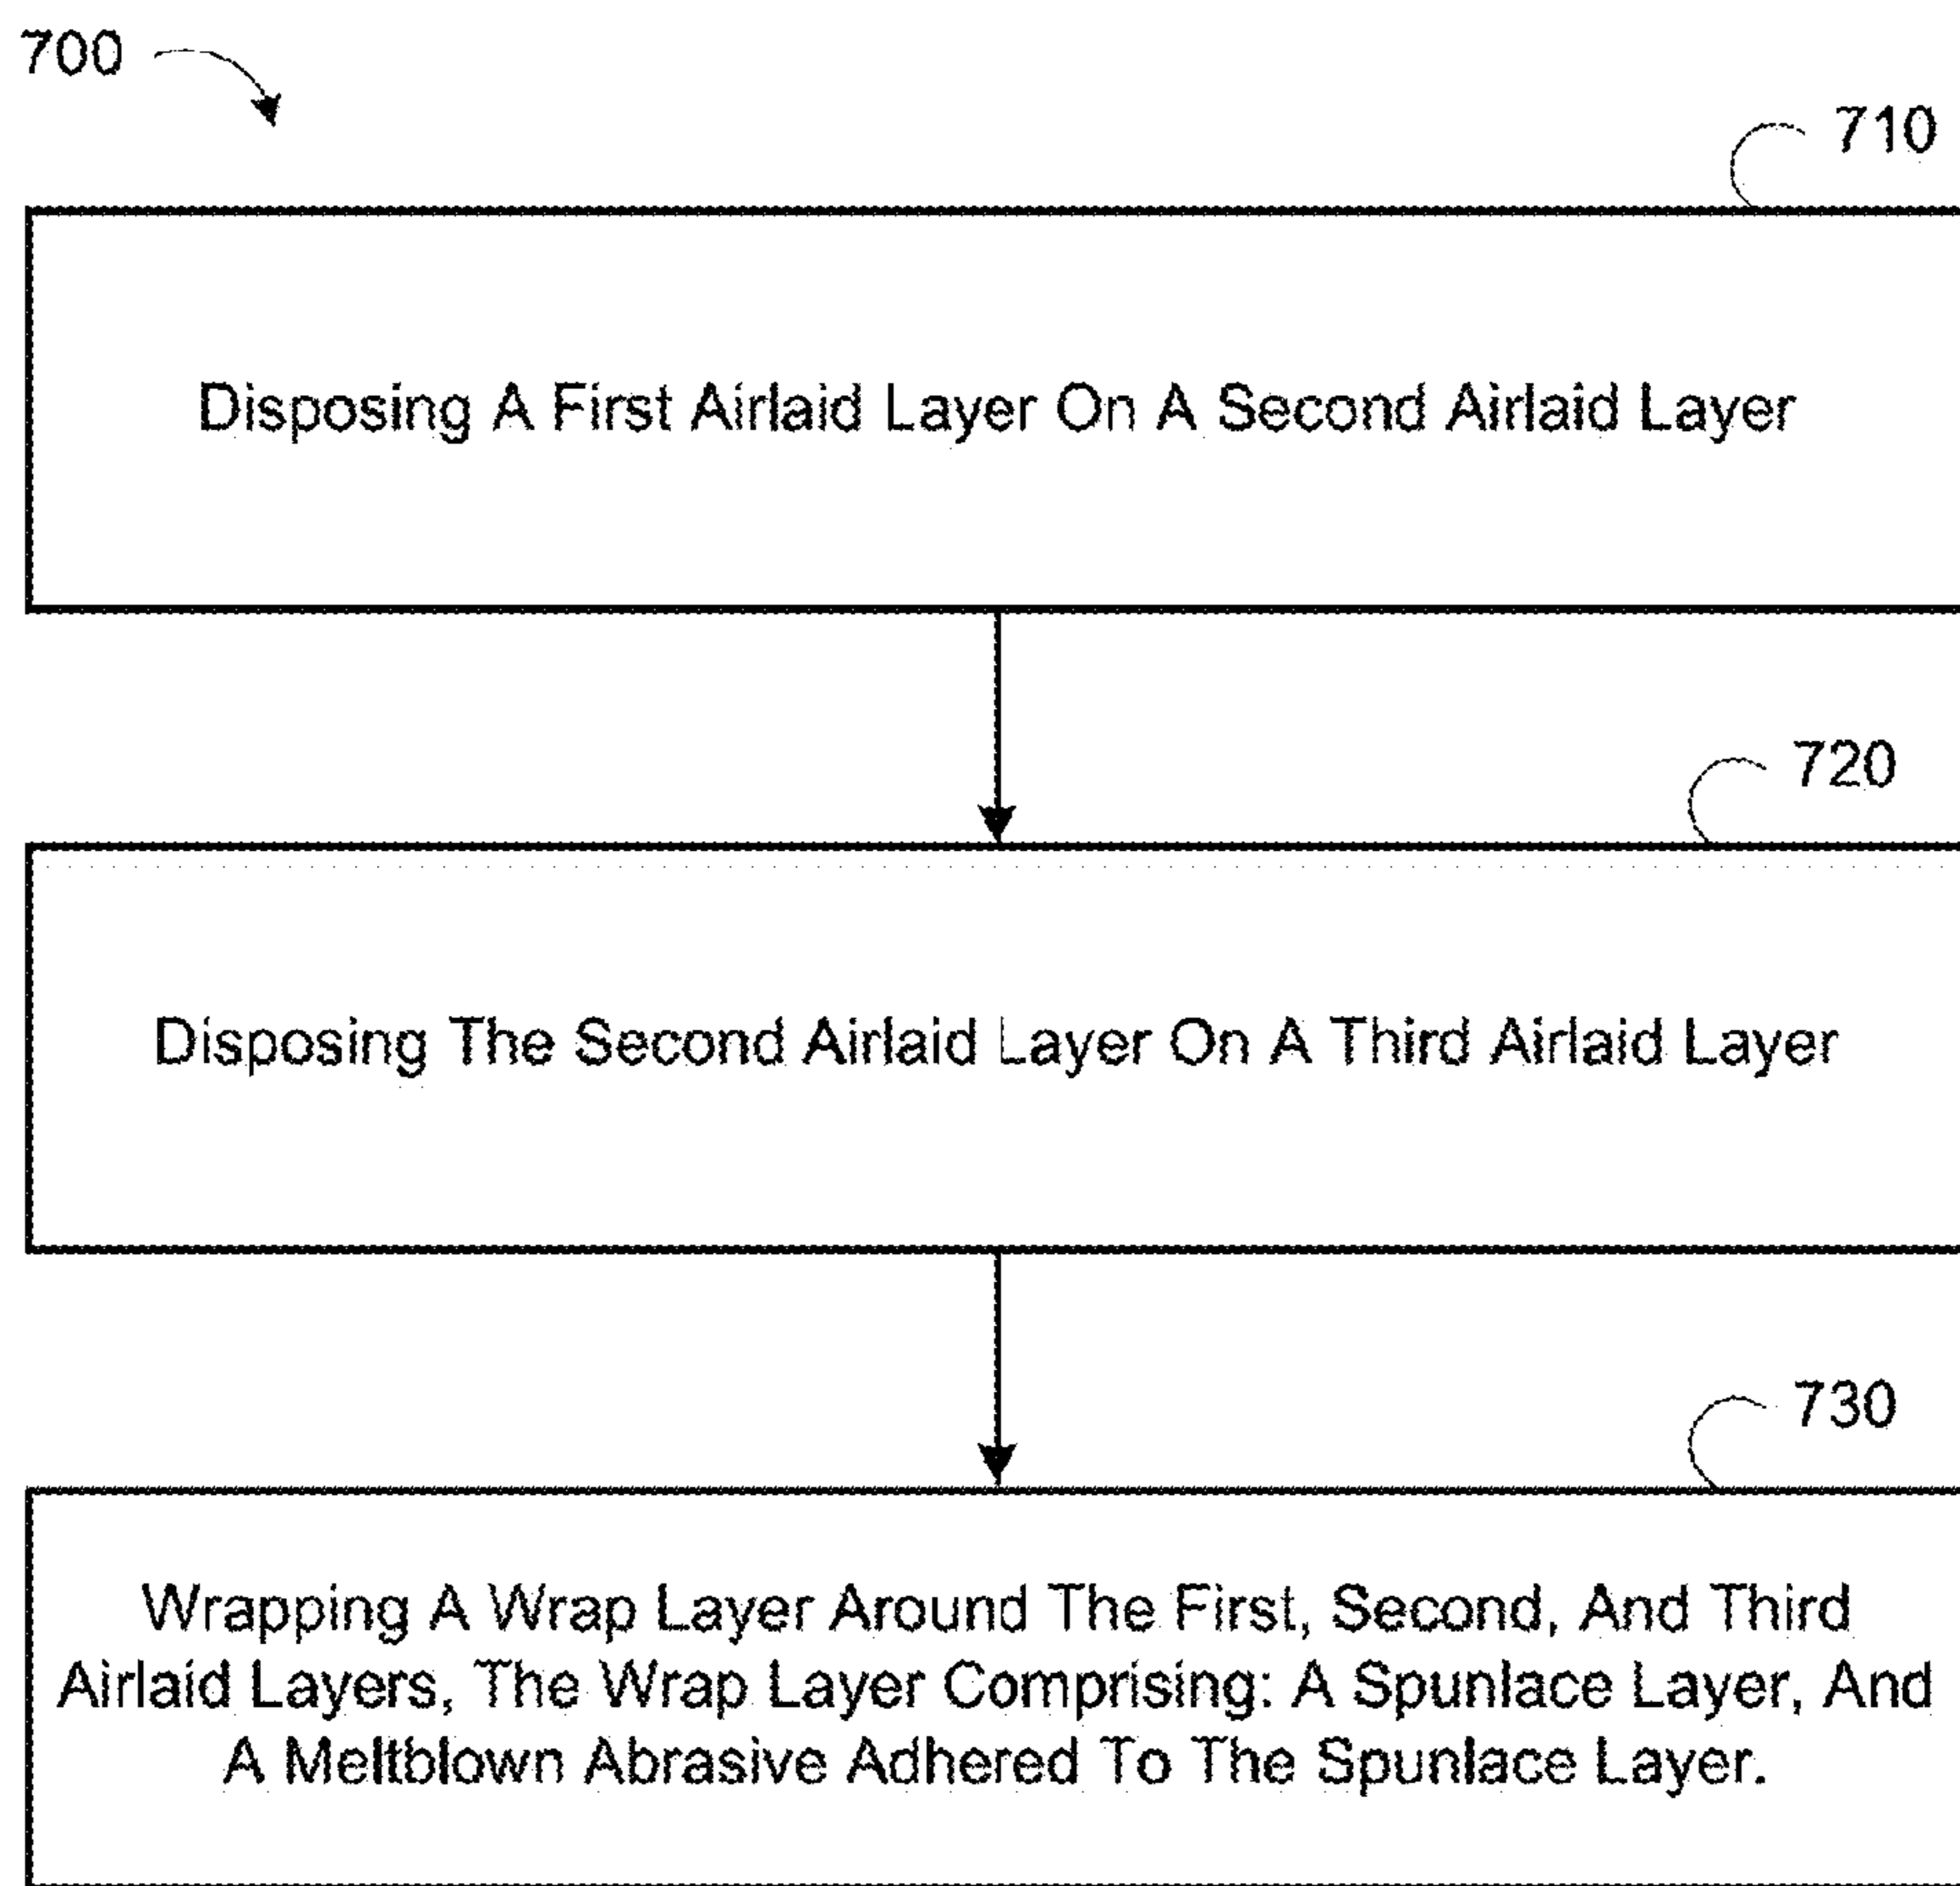 700
710
Disposing A First Airlaid Layer On A Second Airlaid Layer
720
Disposing The Second Airlaid Layer On A Third Airlaid Layer
730
Wrapping A Wrap Layer Around The First, Second, And Third
Airlaid Layers, The Wrap Layer Comprising: A Spunlace Layer, And
A Meltblown Abrasive Adhered To The Spunlace Layer.